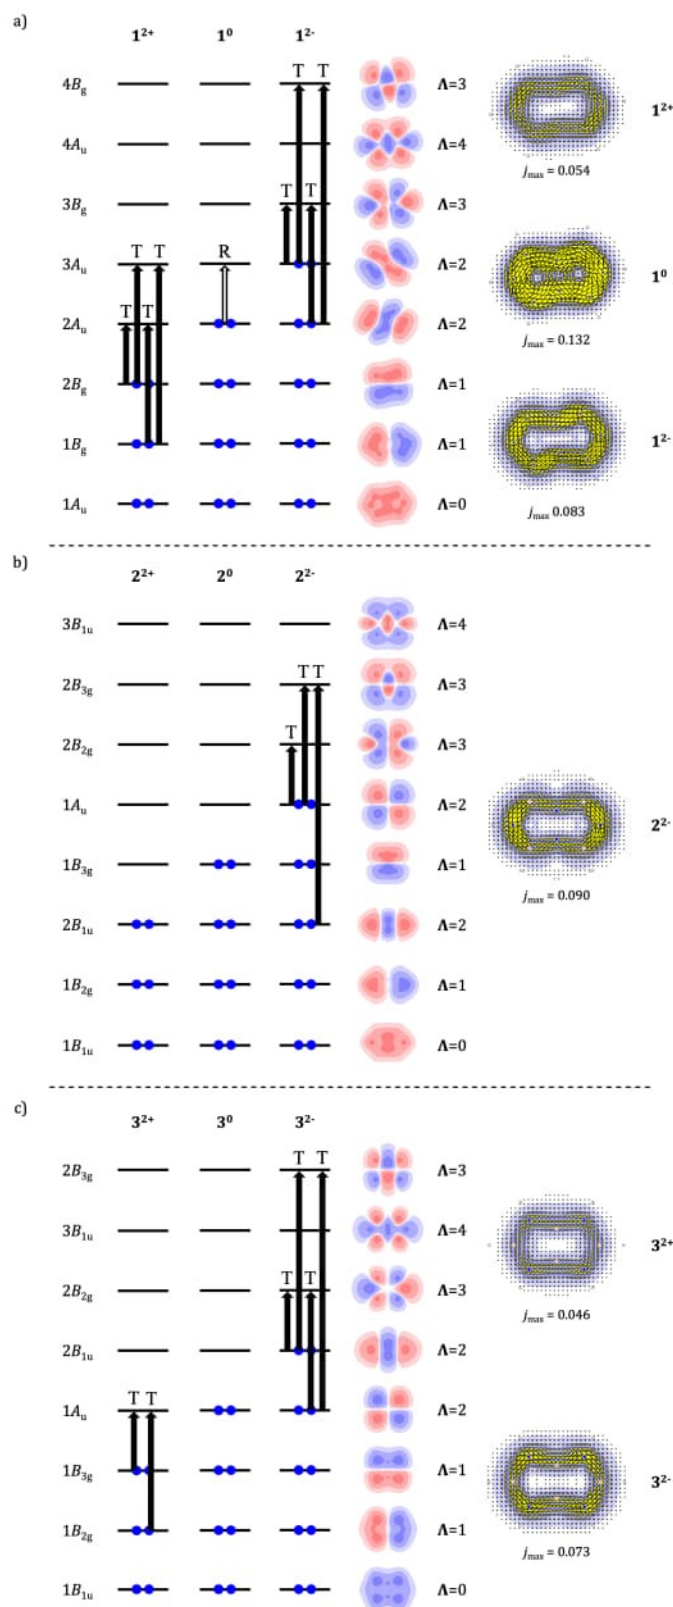 a)
1²⁺ 1⁰ 1²⁻
4B_g T T Λ=3
4A_u Λ=4
3B_g T T Λ=3
3A_u T T R Λ=2
2A_u T T Λ=2
2B_g Λ=1
1B_g Λ=1
1A_u Λ=0
1²⁺
j_max = 0.054
1⁰
j_max = 0.132
1²⁻
j_max 0.083
b)
2²⁺ 2⁰ 2²⁻
3B_1u Λ=4
2B_3g T T Λ=3
2B_2g T Λ=3
1A_u Λ=2
1B_3g Λ=1
2B_1u Λ=2
1B_2g Λ=1
1B_1u Λ=0
2²⁻
j_max = 0.090
c)
3²⁺ 3⁰ 3²⁻
2B_3g T T Λ=3
3B_1u Λ=4
2B_2g T T Λ=3
2B_1u Λ=2
1A_u T T Λ=2
1B_3g Λ=1
1B_2g Λ=1
1B_1u Λ=0
3²⁺
j_max = 0.046
3²⁻
j_max = 0.073